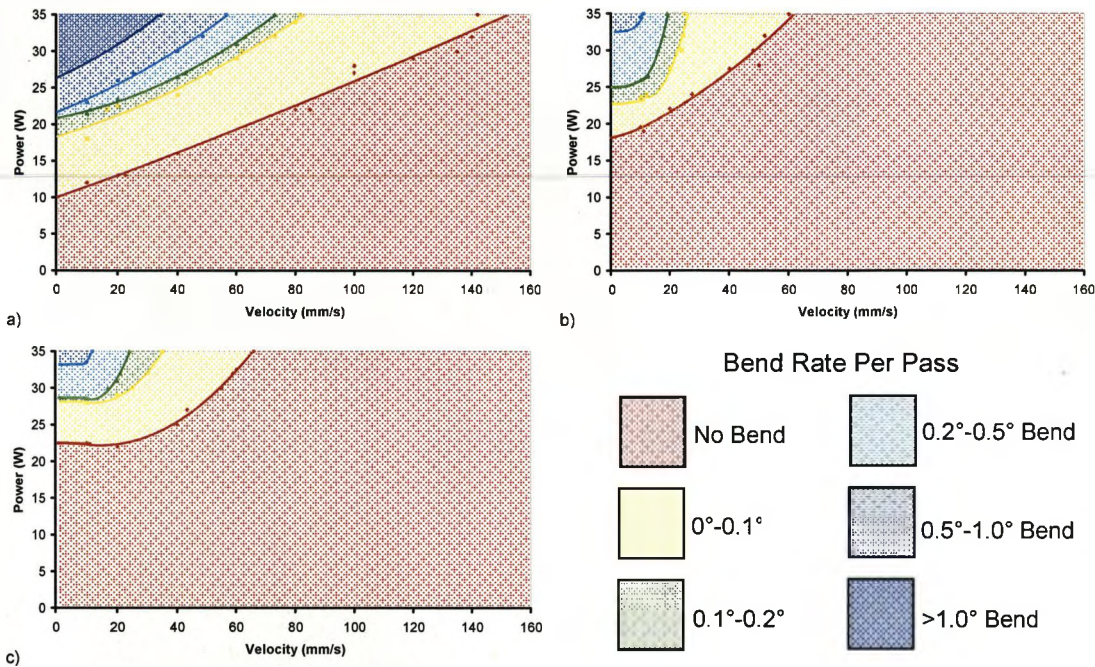 35
30
25
20
15
10
5
0
Power (W)
0 20 40 60 80 100 120 140 160
Velocity (mm/s)
a)
35
30
25
20
15
10
5
0
Power (W)
0 20 40 60 80 100 120 140 160
Velocity (mm/s)
b)
35
30
25
20
15
10
5
0
Power (W)
0 20 40 60 80 100 120 140 160
Velocity (mm/s)
c)
Bend Rate Per Pass
No Bend
0°-0.1°
0.1°-0.2°
0.2°-0.5° Bend
0.5°-1.0° Bend
>1.0° Bend